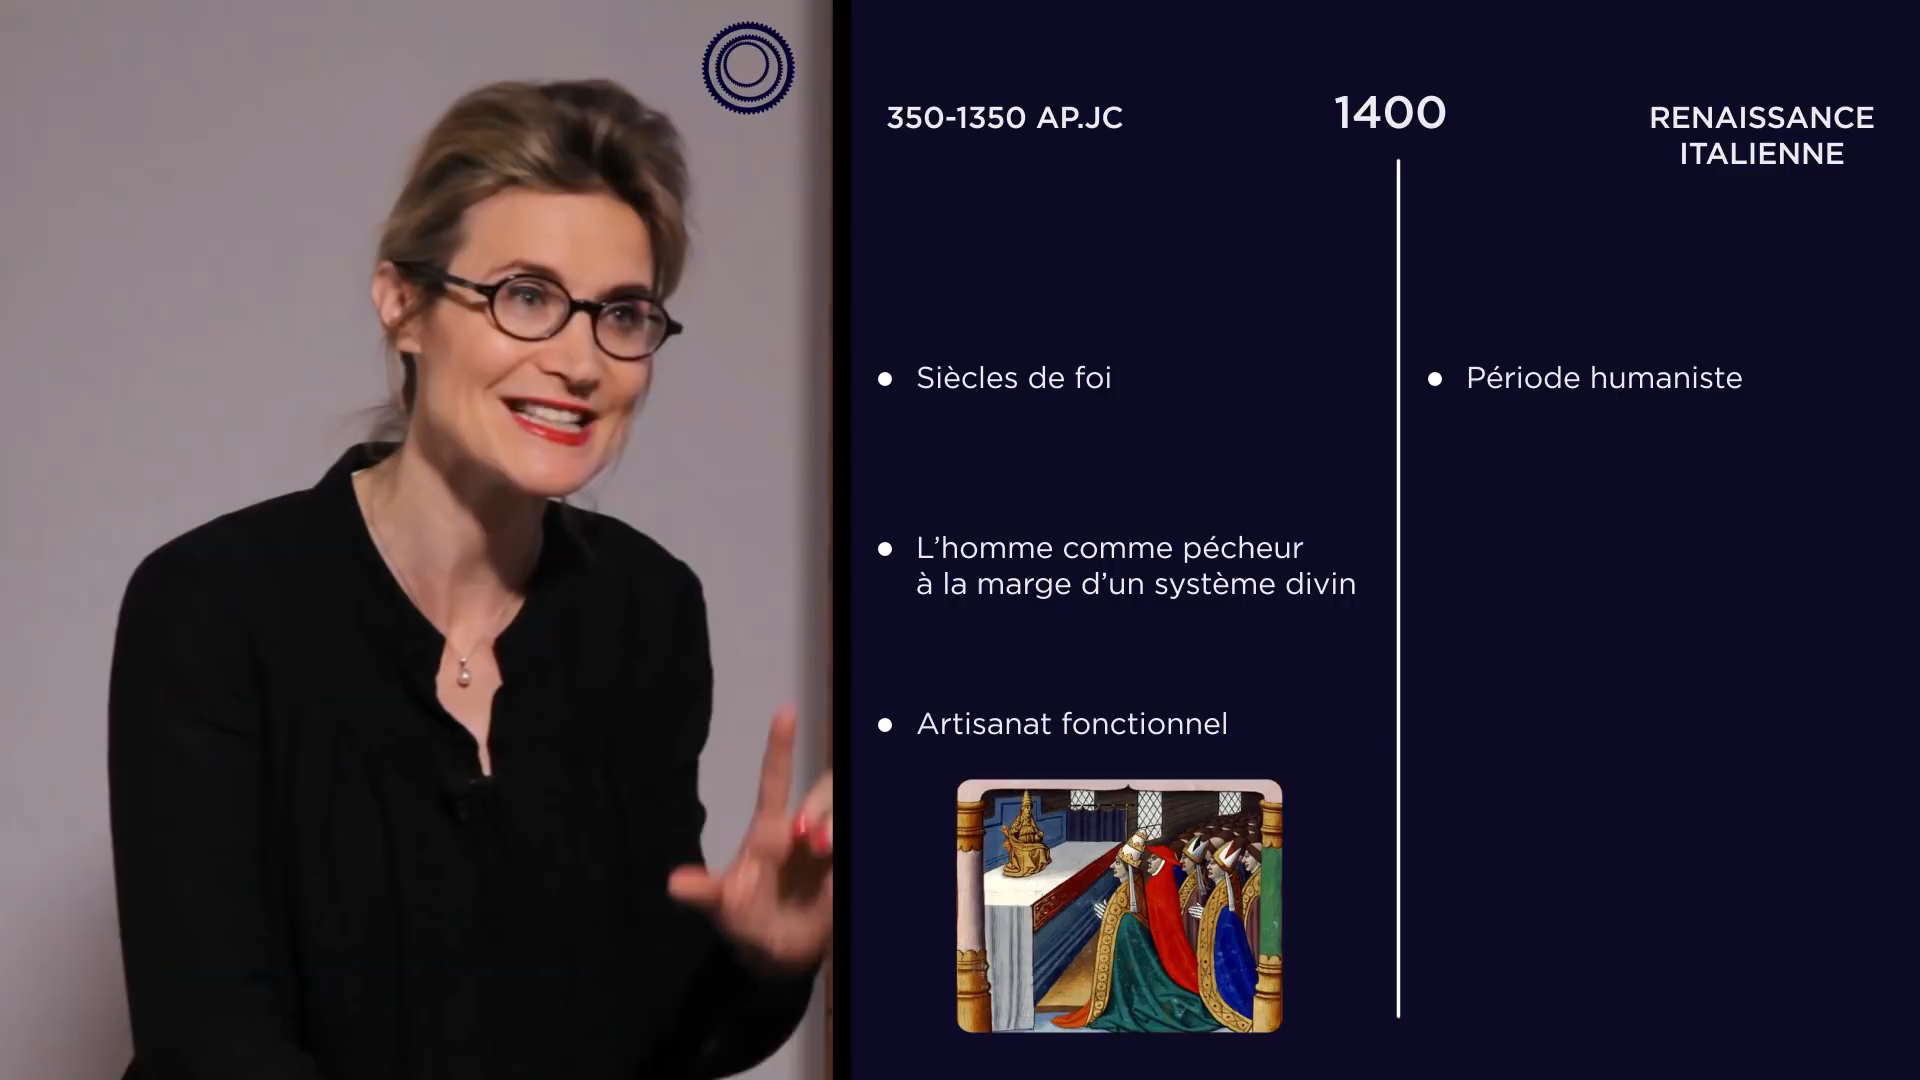 350-1350 AP.JC
1400
RENAISSANCE
ITALIENNE
Siècles de foi
Période humaniste
L’homme comme pécheur
à la marge d’un système divin
Artisanat fonctionnel